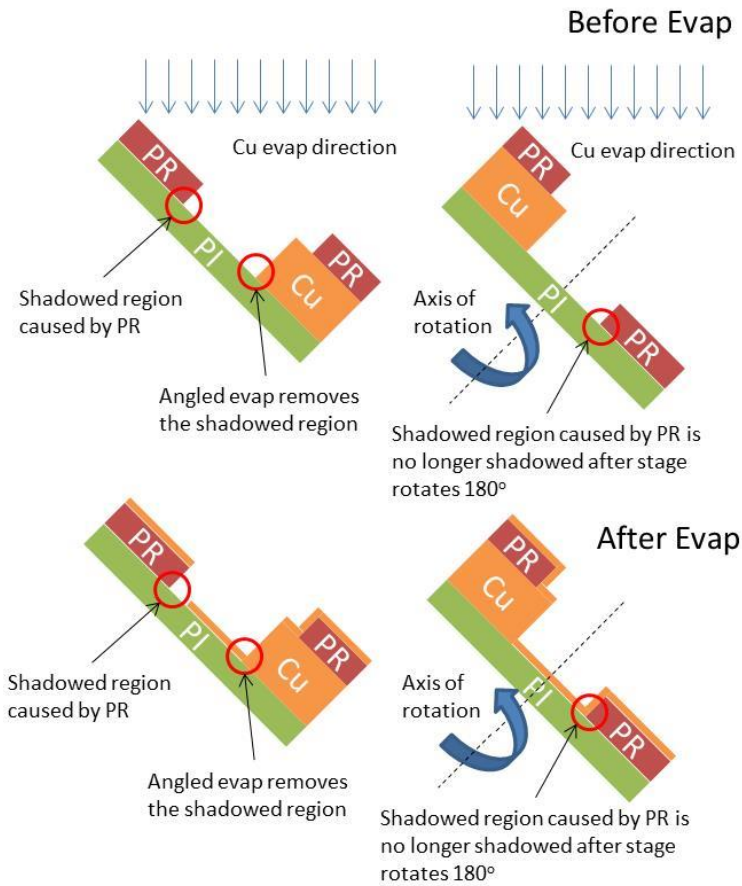 Before Evap
Cu evap direction
PR
PI
Cu
PR
Shadowed region
caused by PR
Angled evap removes
the shadowed region
Cu evap direction
PR
Cu
PI
PR
Axis of
rotation
Shadowed region caused by PR is
no longer shadowed after stage
rotates 180°
After Evap
PR
PI
Cu
PR
Shadowed region
caused by PR
Angled evap removes
the shadowed region
PR
Cu
PI
PR
Axis of
rotation
Shadowed region caused by PR is
no longer shadowed after stage
rotates 180°